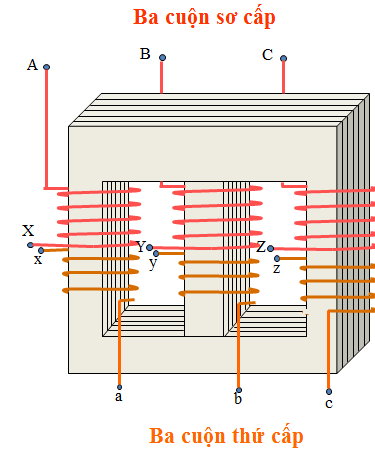 Ba cuộn sơ cấp
A B C
X Y Z
x y z
a b c
Ba cuộn thứ cấp